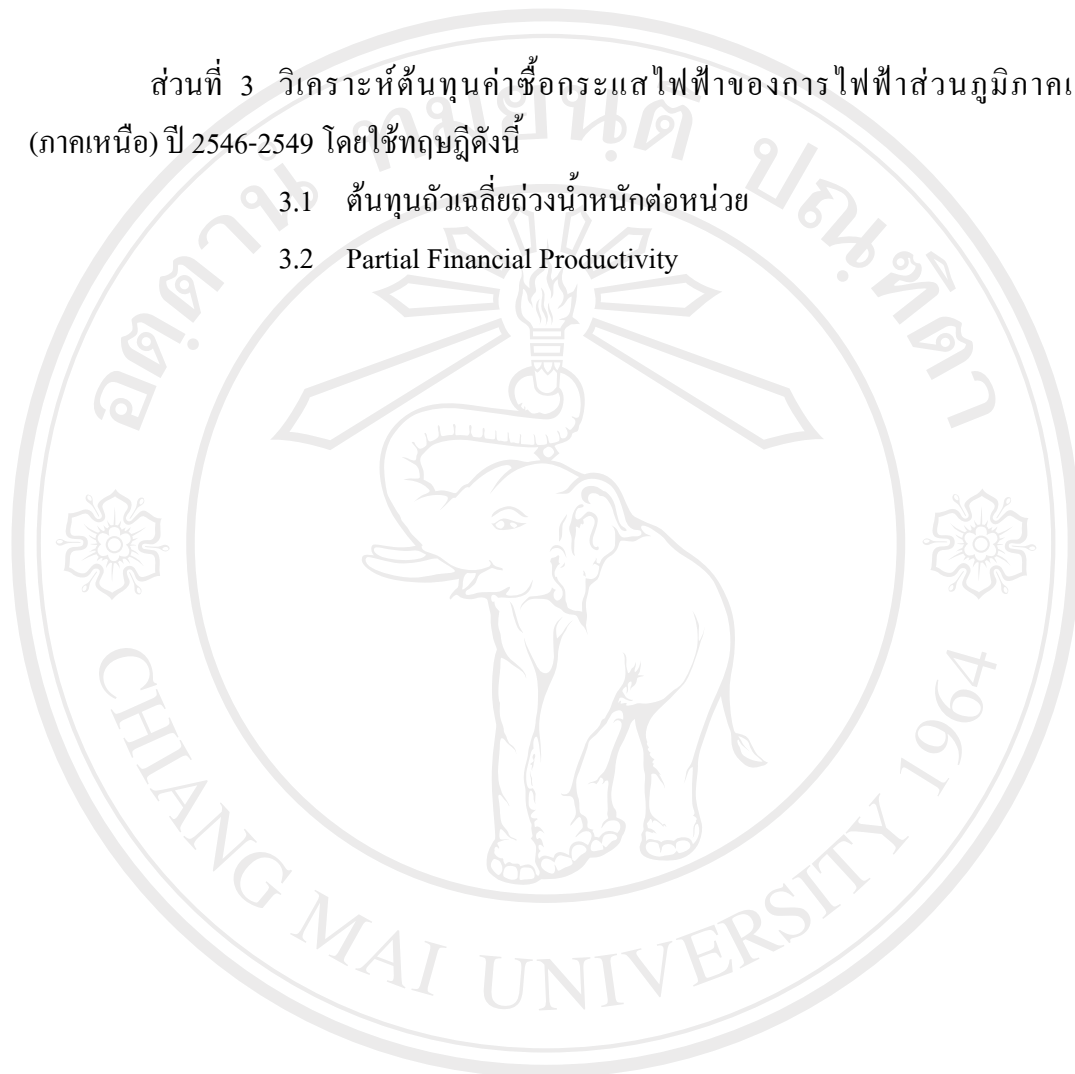 ส่วนที่ 3 วิเคราะห์ต้นทุนค่าซื้อกระแสไฟฟ้าของการไฟฟ้าส่วนภูมิภาคเ
(ภาคเหนือ) ปี 2546-2549 โดยใช้ทฤษฎีดังนี้
3.1 ต้นทุนถัวเฉลี่ยถ่วงน้ำหนักต่อหน่วย
3.2 Partial Financial Productivity
CHIANG MAI UNIVERSITY 1964